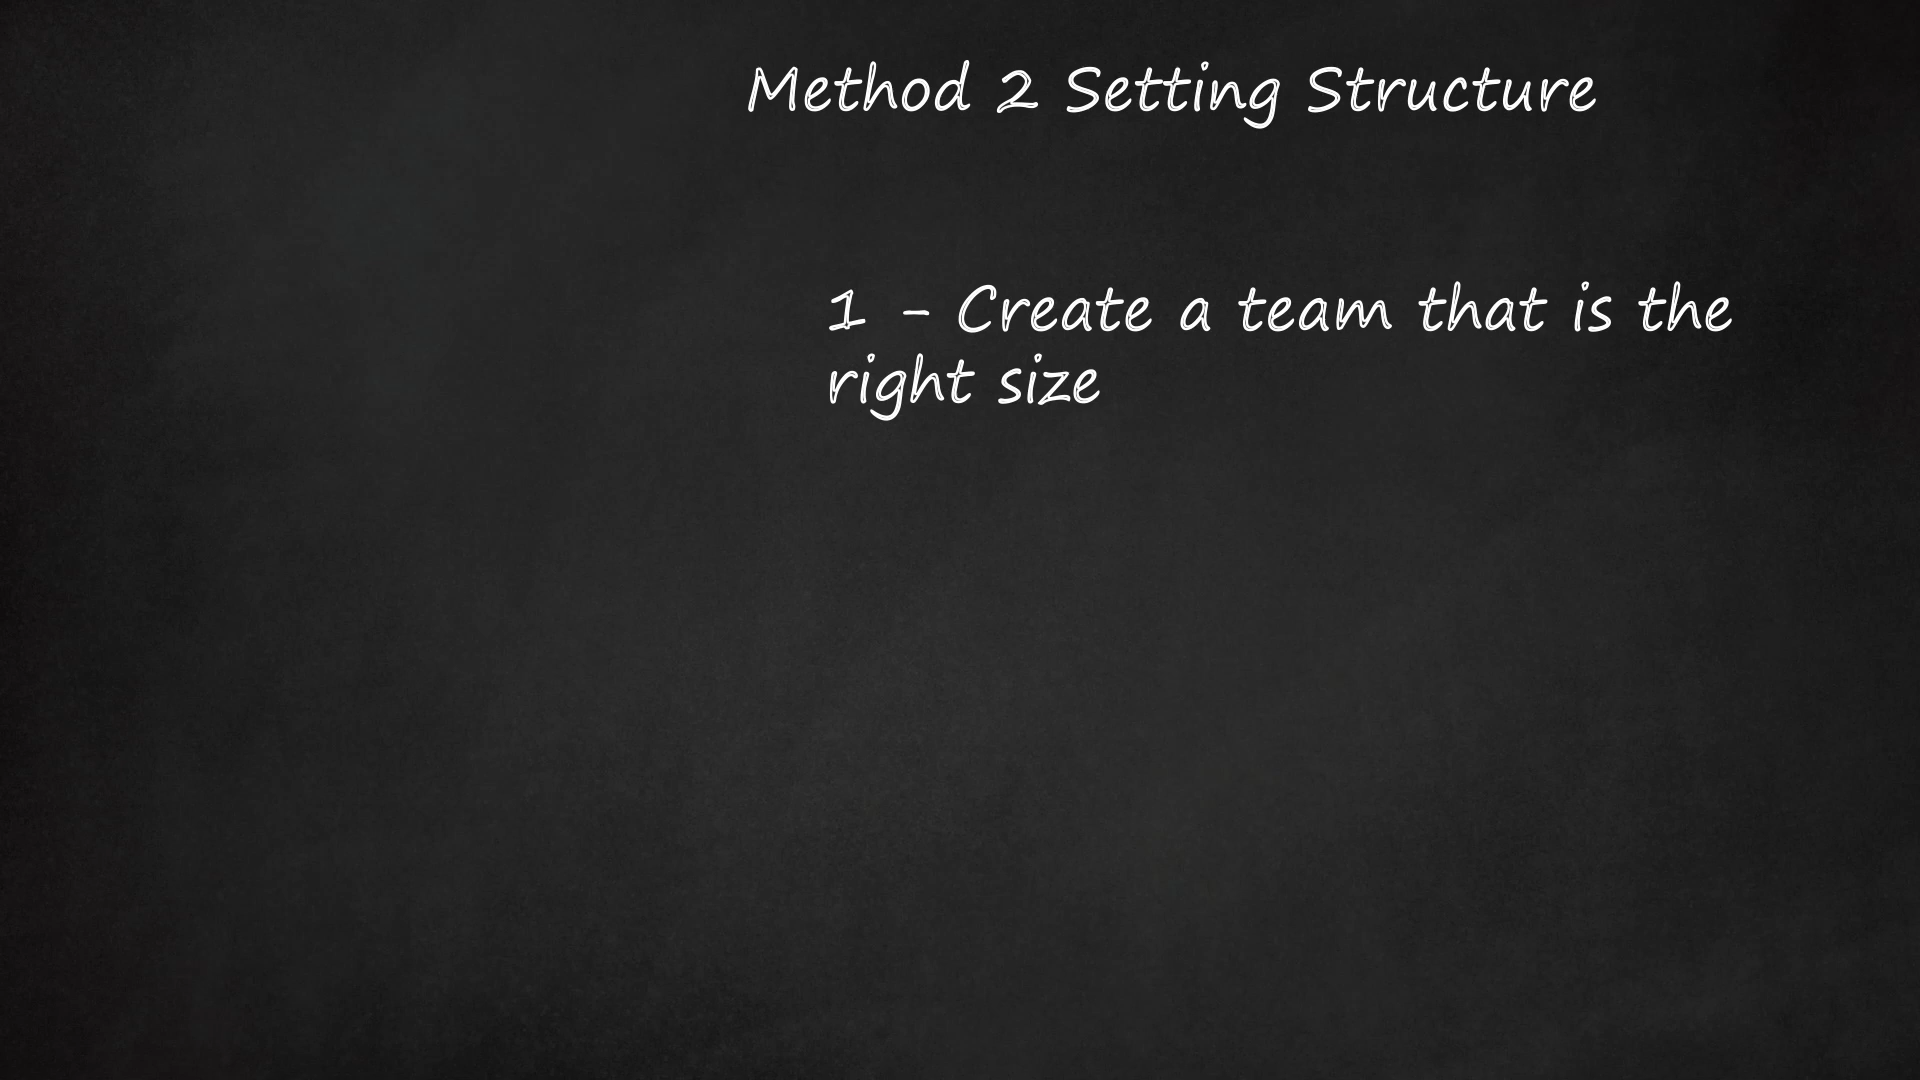 Method 2 Setting Structure
1 - Create a team that is the
right size